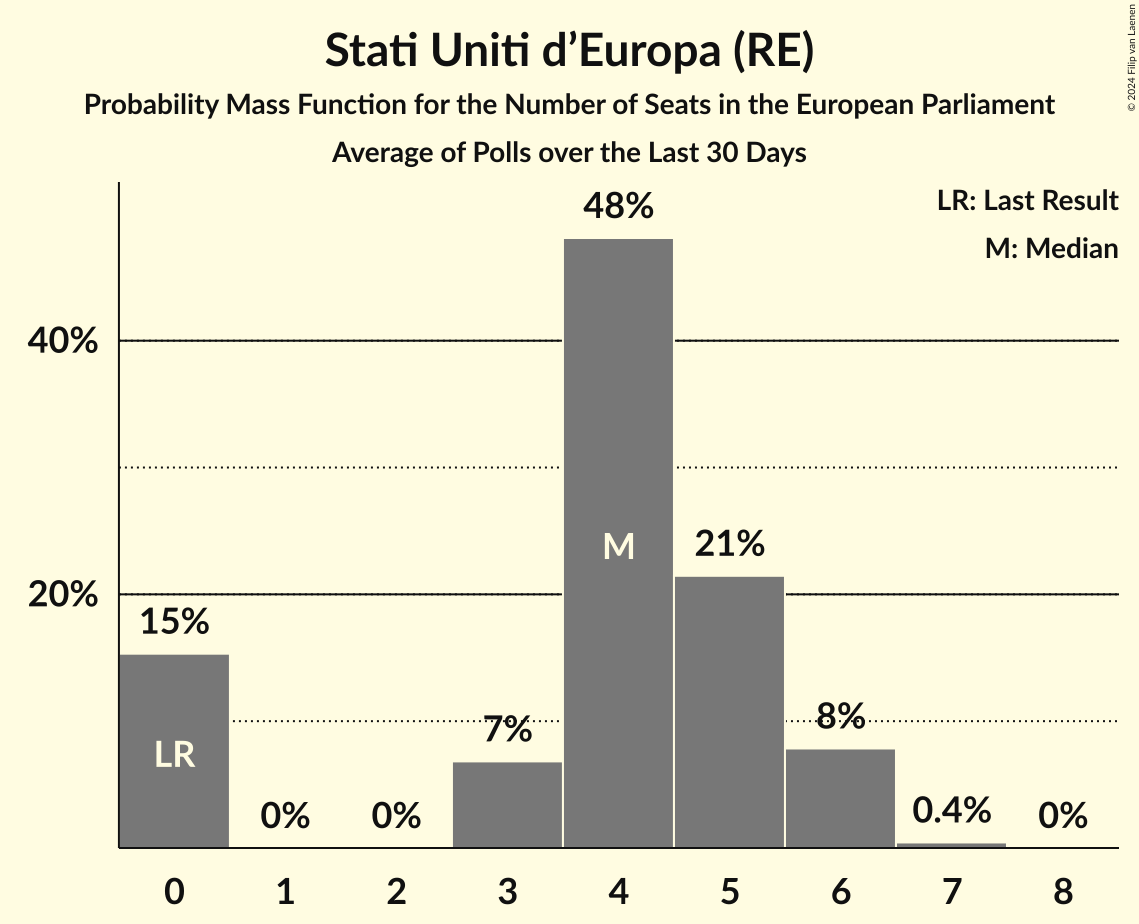 Stati Uniti d’Europa (RE)
Probability Mass Function for the Number of Seats in the European Parliament
Average of Polls over the Last 30 Days
© 2024 Filip van Laenen
LR: Last Result
M: Median
48%
40%
M
21%
20%
15%
LR
7%
8%
0%
0%
0.4%
0%
0 1 2 3 4 5 6 7 8